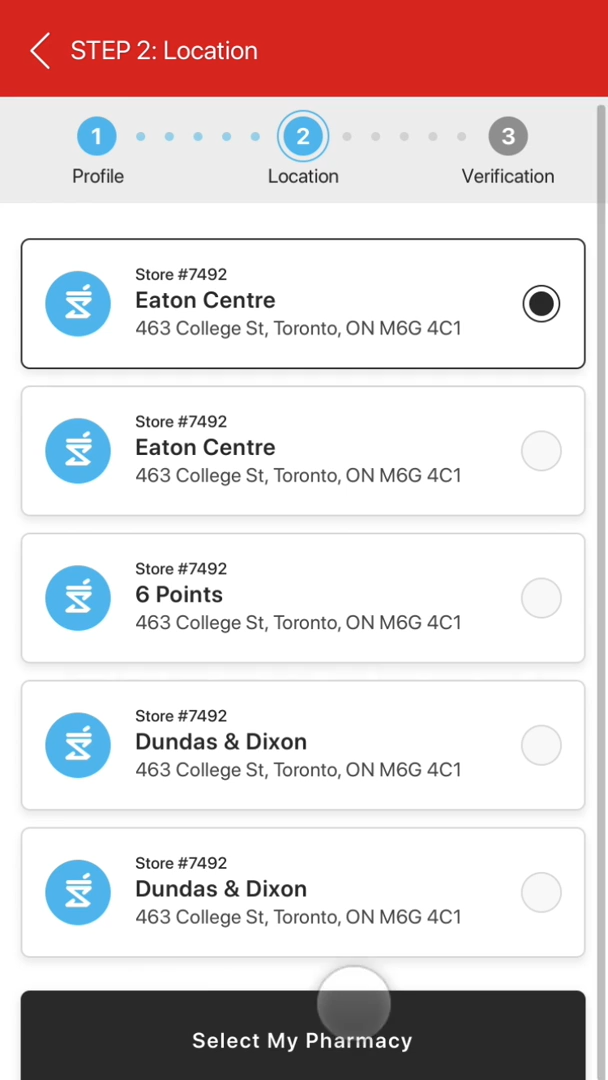 STEP 2: Location
1
2
3
Profile
Location
Verification
Store #7492
Eaton Centre
463 College St, Toronto, ON M6G 4C1
Store #7492
Eaton Centre
463 College St, Toronto, ON M6G 4C1
Store #7492
6 Points
463 College St, Toronto, ON M6G 4C1
Store #7492
Dundas & Dixon
463 College St, Toronto, ON M6G 4C1
Store #7492
Dundas & Dixon
463 College St, Toronto, ON M6G 4C1
Select My Pharmacy